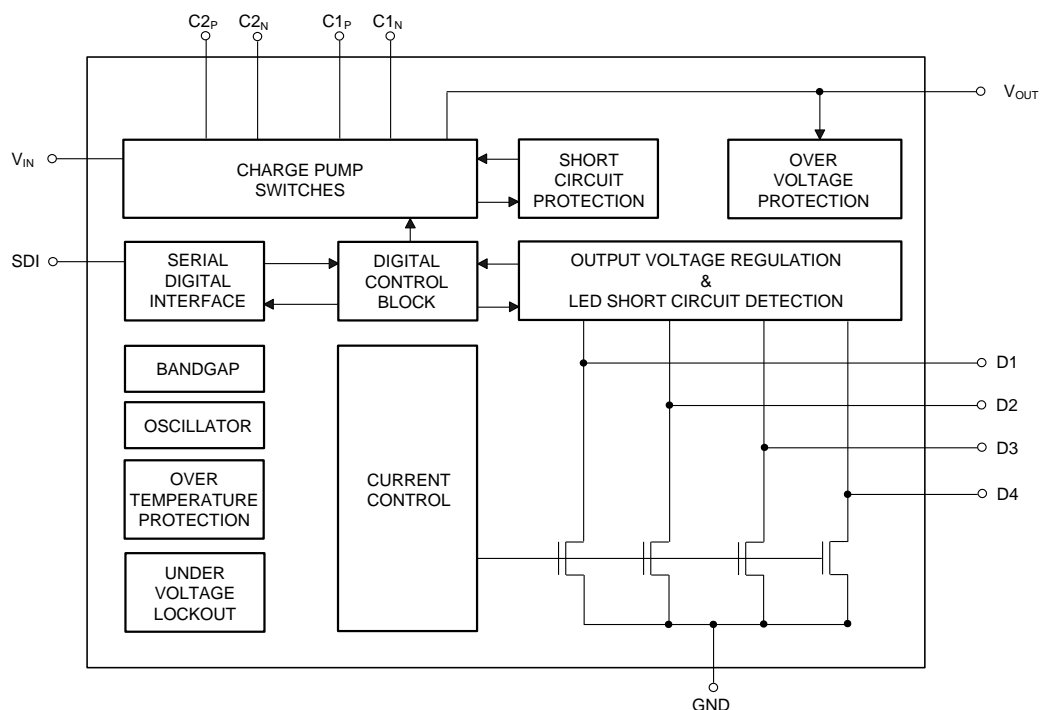 C2P
C2N
C1P
C1N
VOUT
VIN
CHARGE PUMP
SWITCHES
SHORT
CIRCUIT
PROTECTION
OVER
VOLTAGE
PROTECTION
SDI
SERIAL
DIGITAL
INTERFACE
DIGITAL
CONTROL
BLOCK
OUTPUT VOLTAGE REGULATION
&
LED SHORT CIRCUIT DETECTION
BANDGAP
OSCILLATOR
OVER
TEMPERATURE
PROTECTION
UNDER
VOLTAGE
LOCKOUT
CURRENT
CONTROL
D1
D2
D3
D4
GND